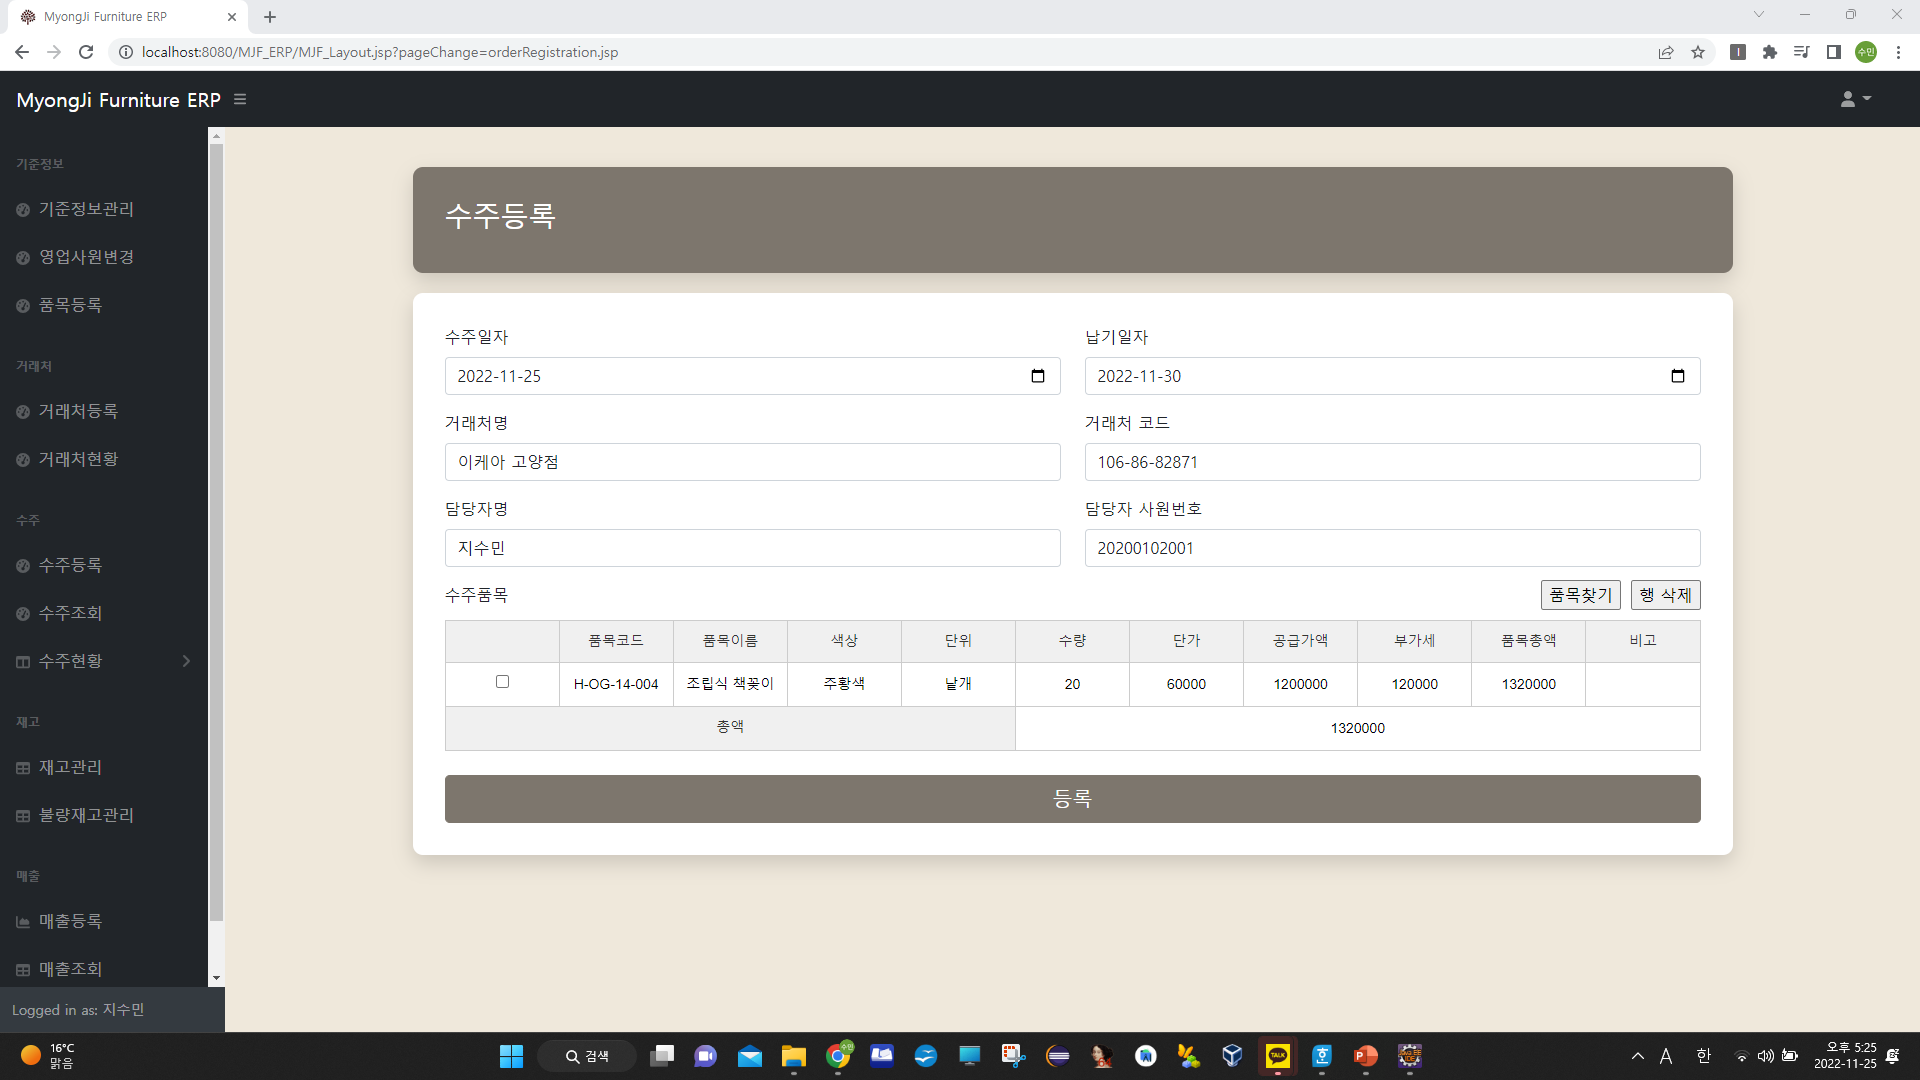 MyongJi Furniture ERP
localhost:8080/MJF_ERP/MJF_Layout.jsp?pageChange=orderRegistration.jsp
수민
MyongJi Furniture ERP
기준정보
기준정보관리
영업사원변경
품목등록
거래처
거래처등록
거래처현황
수주
수주등록
수주조회
수주현황
재고
재고관리
불량재고관리
매출
매출등록
매출조회
Logged in as: 지수민
수주등록
수주일자 납기일자
2022-11-25 2022-11-30
거래처명 거래처 코드
이케아 고양점 106-86-82871
담당자명 담당자 사원번호
지수민 20200102001
수주품목 품목찾기 행 삭제
품목코드 품목이름 색상 단위 수량 단가 공급가액 부가세 품목총액 비고
H-OG-14-004 조립식 책꽂이 주황색 낱개 20 60000 1200000 120000 1320000
총액 1320000
등록
16°C
맑음
검색
수민
TALK
A 한
오후 5:25
2022-11-25